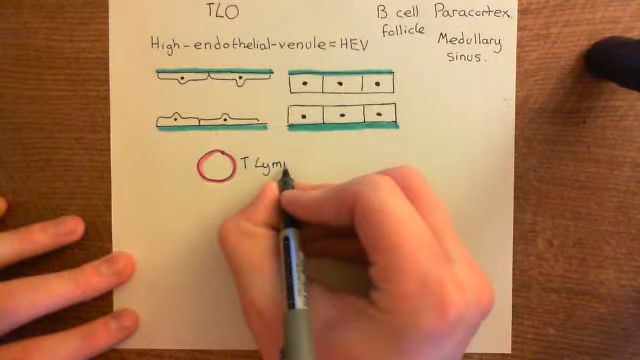 TLO
B cell follicle
Paracortex
Medullary sinus.
High-endothelial-venule = HEV
T Lym